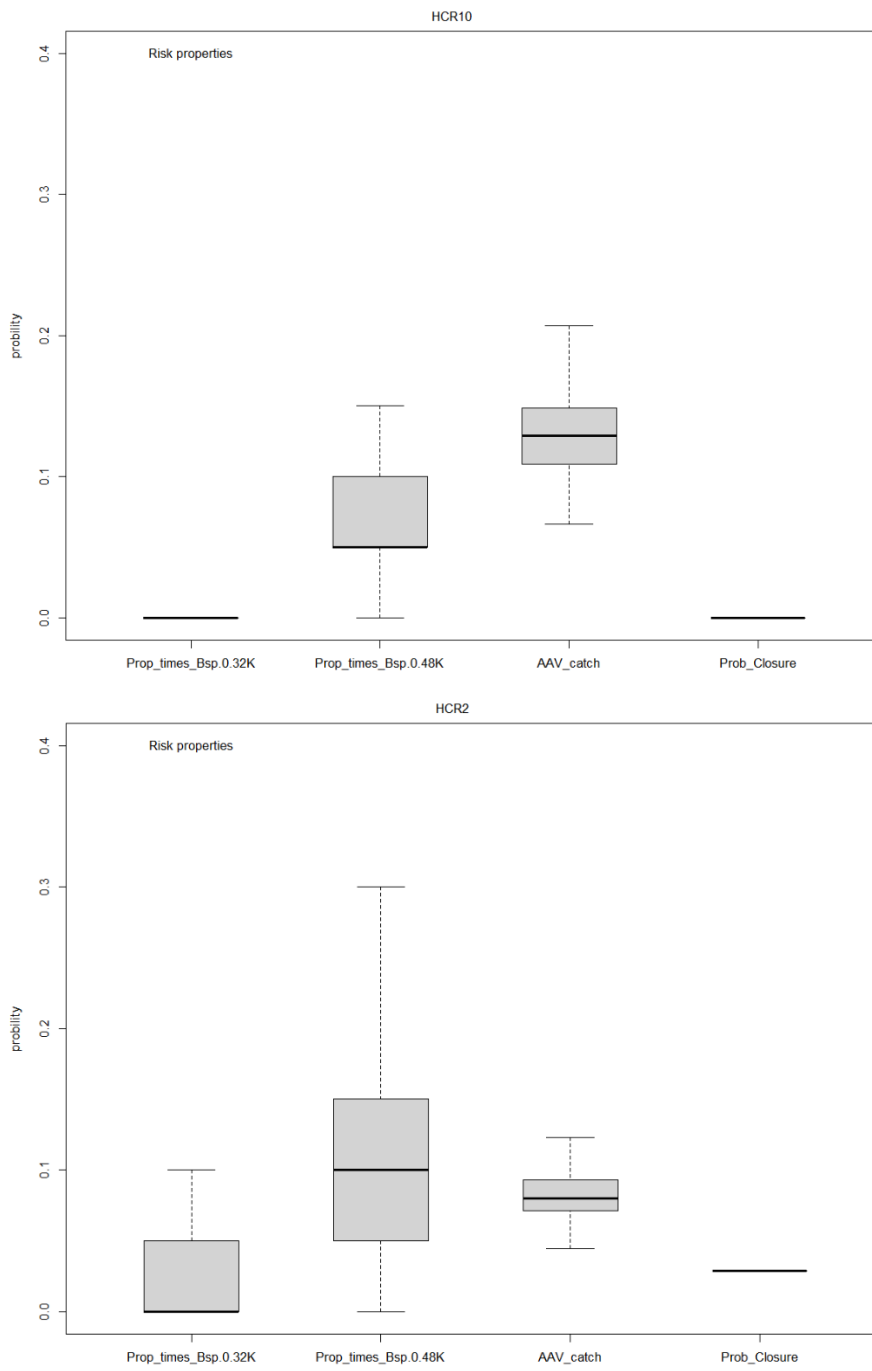 HCR10
Risk properties
0.4
0.3
0.2
0.1
0.0
probility
Prop_times_Bsp.0.32K Prop_times_Bsp.0.48K AAV_catch Prob_Closure
HCR2
Risk properties
0.4
0.3
0.2
0.1
0.0
probility
Prop_times_Bsp.0.32K Prop_times_Bsp.0.48K AAV_catch Prob_Closure